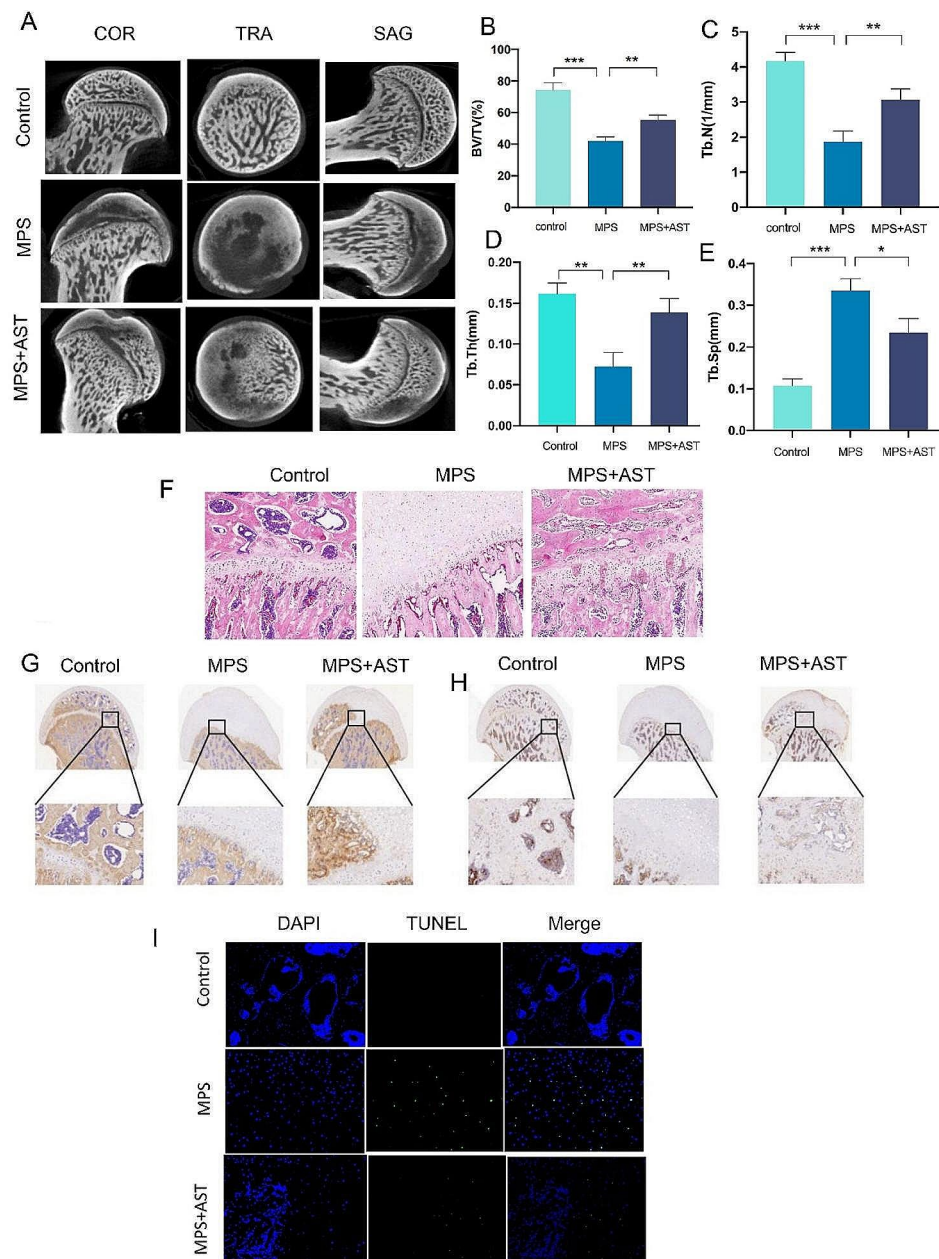 A
COR TRA SAG
Control
MPS
MPS+AST
B
BV/TV(%)
100
80
60
40
20
0
*** **
control MPS MPS+AST
C
Tb.N(1/mm)
5
4
3
2
1
0
*** **
control MPS MPS+AST
D
Tb.Th(mm)
0.20
0.15
0.10
0.05
0.00
** **
Control MPS MPS+AST
E
Tb.Sp(mm)
0.4
0.3
0.2
0.1
0.0
*** *
Control MPS MPS+AST
F
Control MPS MPS+AST
G
Control MPS MPS+AST
H
Control MPS MPS+AST
I
DAPI TUNEL Merge
Control
MPS
MPS+AST